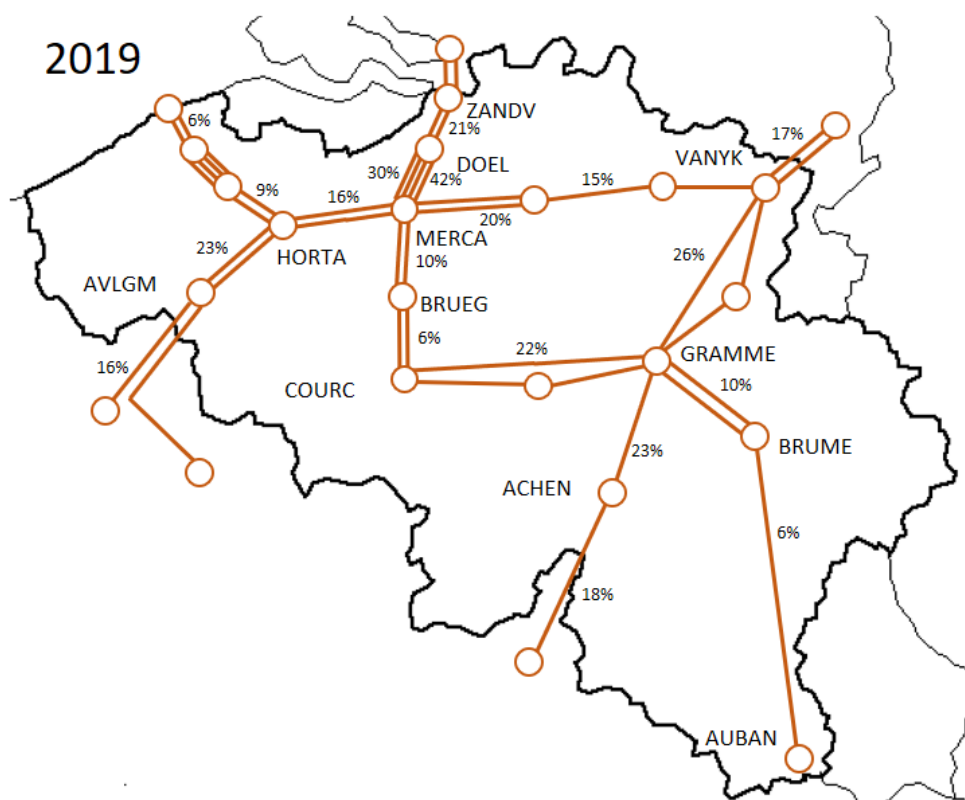 2019
ZANDV
6%
21%
17%
VANYK
DOEL
30%
42%
15%
9%
16%
20%
MERCA
23%
HORTA
26%
10%
AVLGM
BRUEG
6%
22%
GRAMME
16%
10%
COURC
BRUME
23%
ACHEN
6%
18%
AUBAN